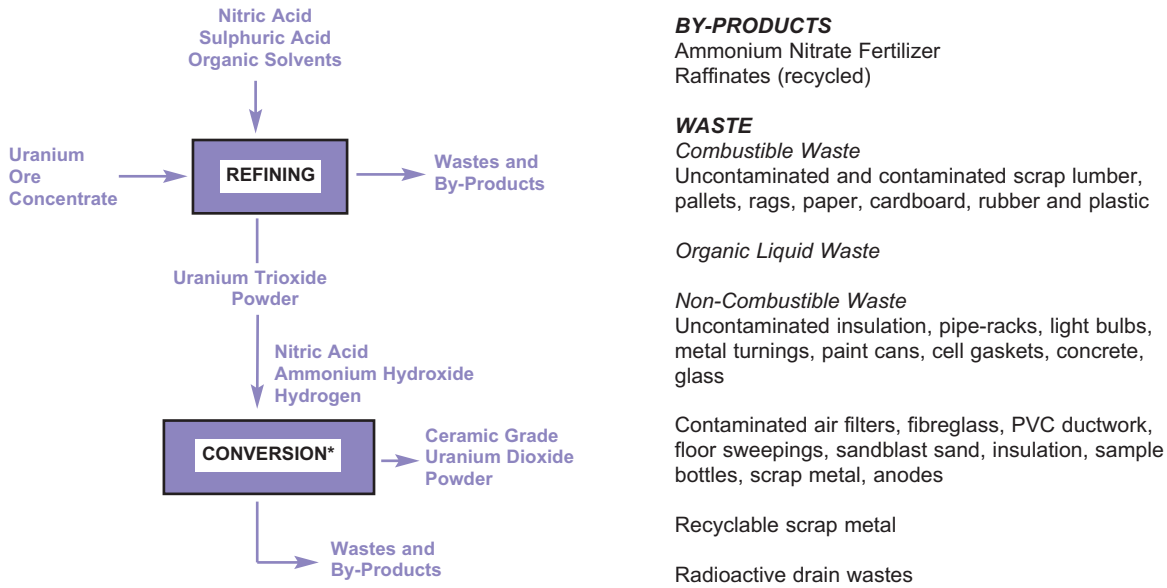 Nitric Acid
Sulphuric Acid
Organic Solvents
Uranium
Ore
Concentrate
REFINING
Wastes and
By-Products
Uranium Trioxide
Powder
Nitric Acid
Ammonium Hydroxide
Hydrogen
CONVERSION*
Ceramic Grade
Uranium Dioxide
Powder
Wastes and
By-Products
BY-PRODUCTS
Ammonium Nitrate Fertilizer
Raffinates (recycled)
WASTE
Combustible Waste
Uncontaminated and contaminated scrap lumber,
pallets, rags, paper, cardboard, rubber and plastic
Organic Liquid Waste
Non-Combustible Waste
Uncontaminated insulation, pipe-racks, light bulbs,
metal turnings, paint cans, cell gaskets, concrete,
glass
Contaminated air filters, fibreglass, PVC ductwork,
floor sweepings, sandblast sand, insulation, sample
bottles, scrap metal, anodes
Recyclable scrap metal
Radioactive drain wastes